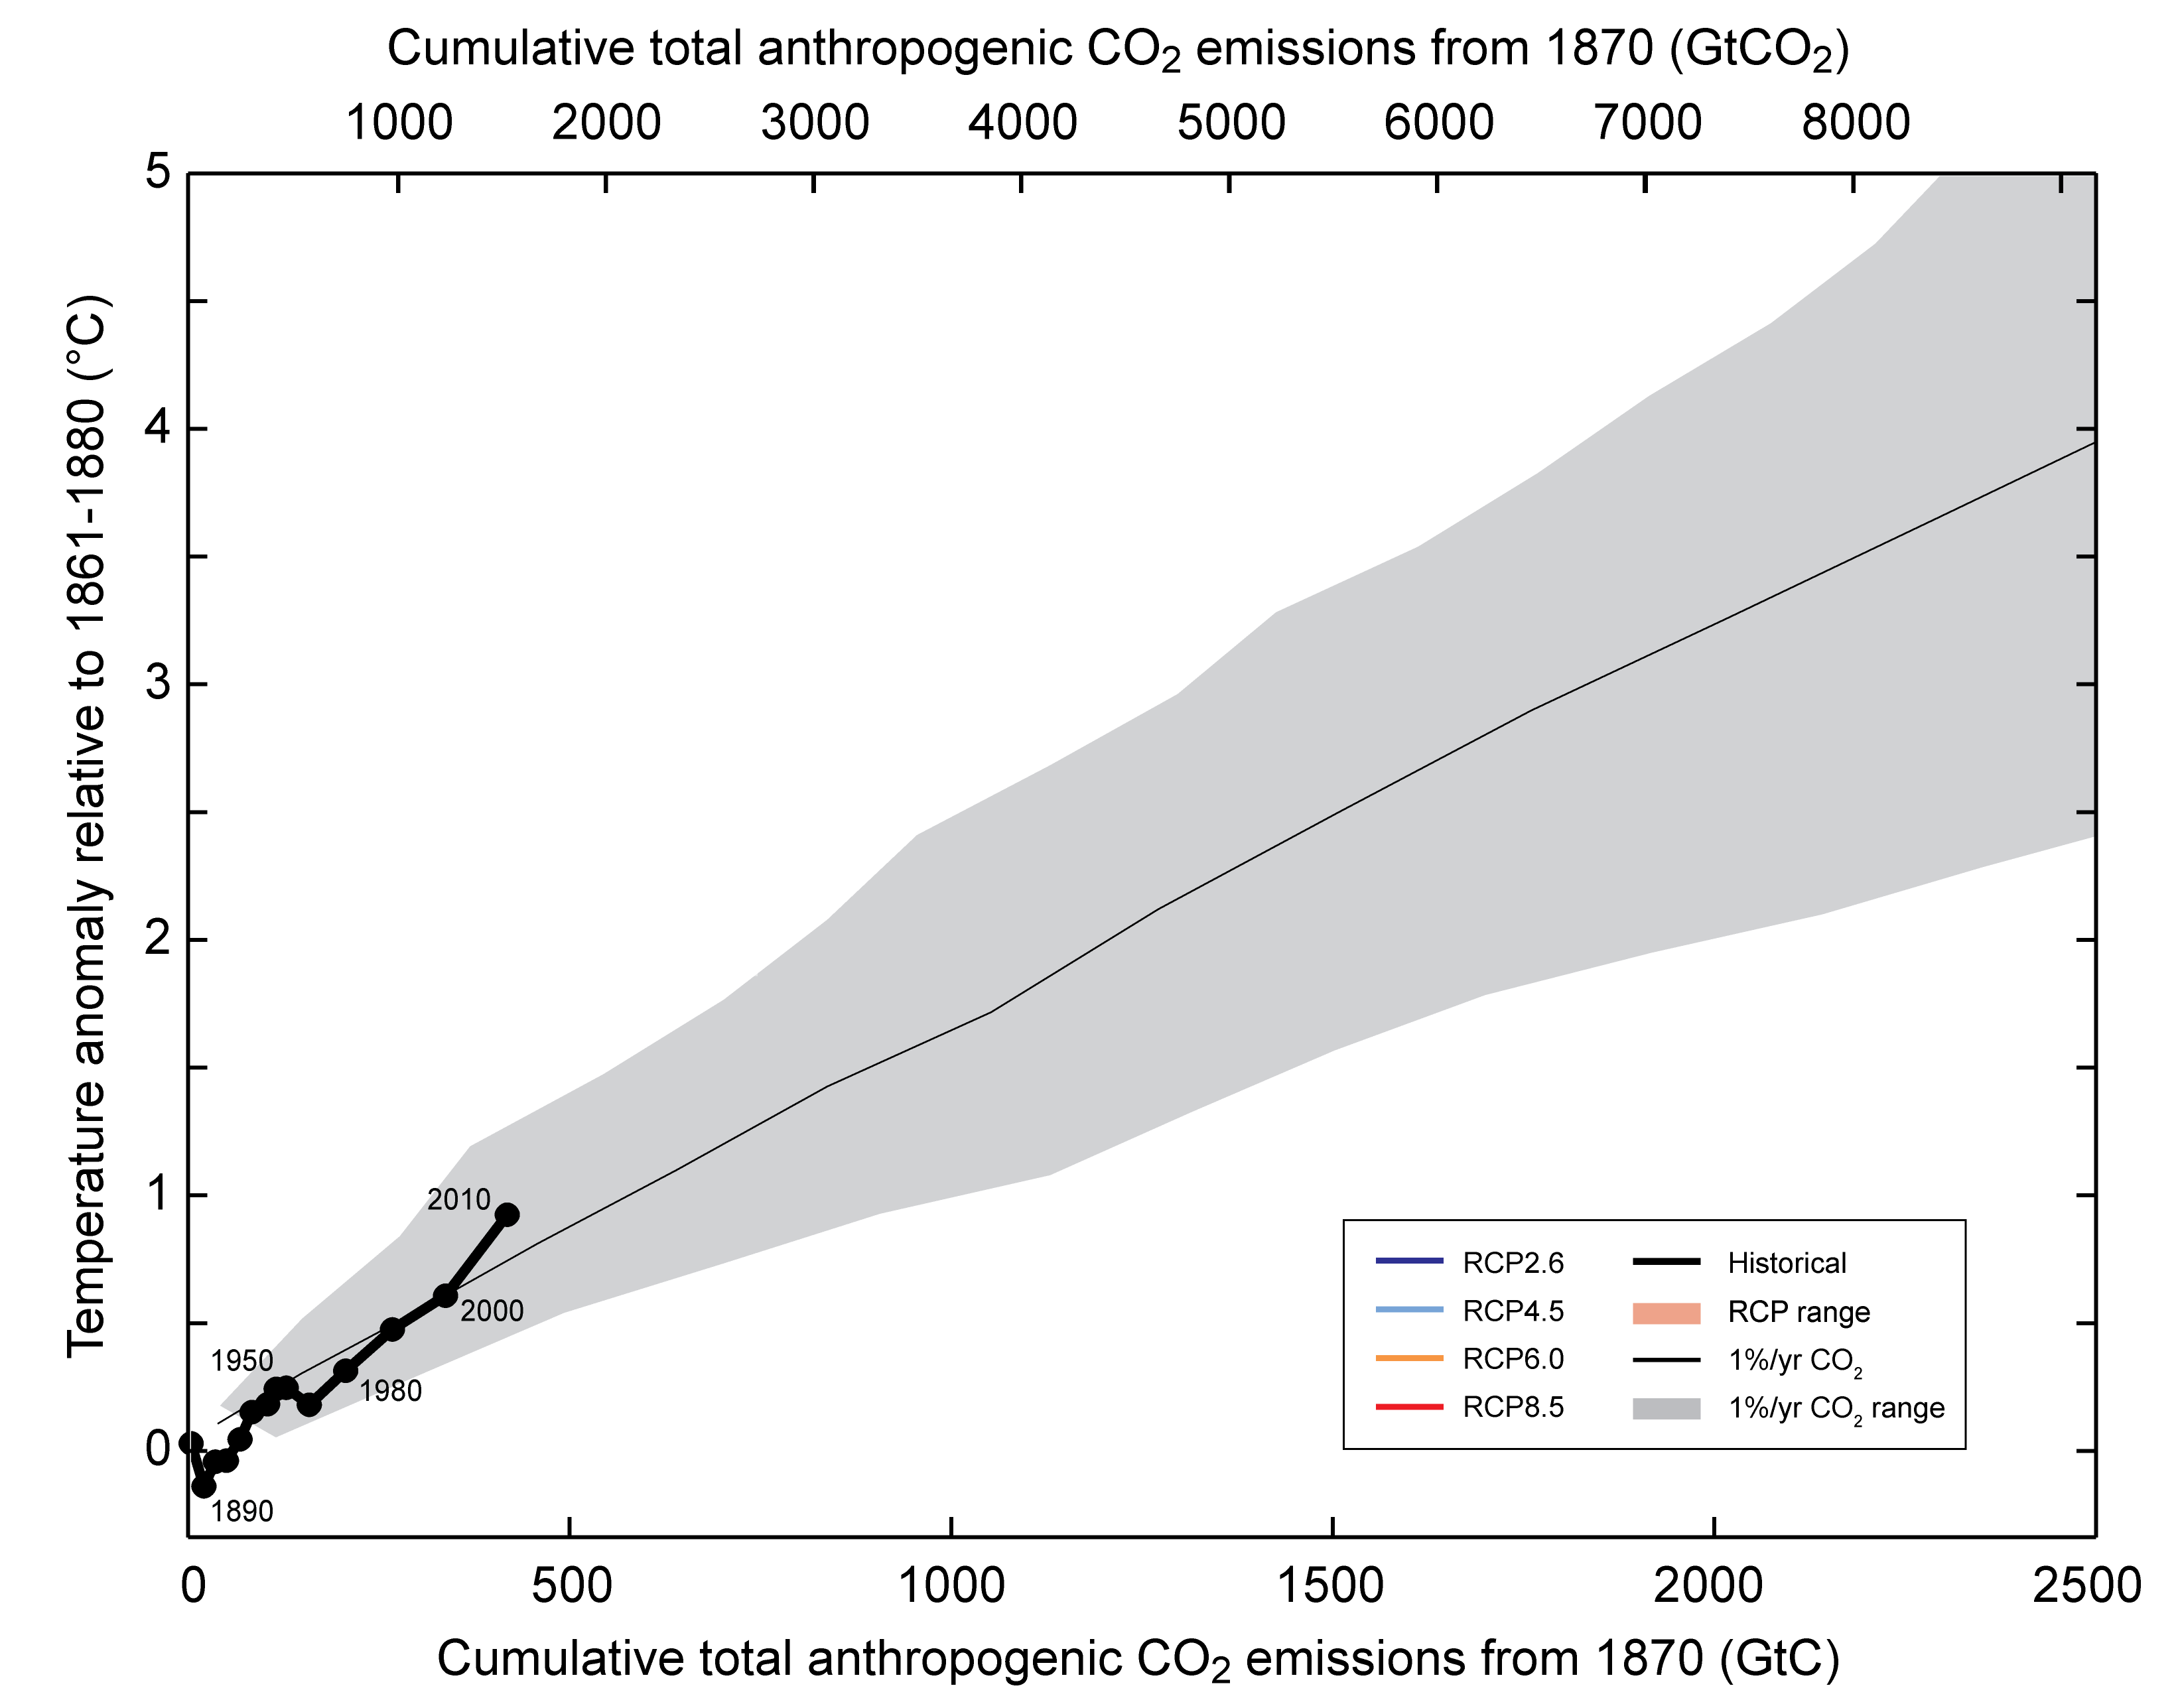 Cumulative total anthropogenic CO₂ emissions from 1870 (GtCO₂)
1000 2000 3000 4000 5000 6000 7000 8000
Temperature anomaly relative to 1861-1880 (°C)
5
4
3
2
1
0
2010
2000
1950
1980
1890
RCP2.6
RCP4.5
RCP6.0
RCP8.5
Historical
RCP range
1%/yr CO₂
1%/yr CO₂ range
0 500 1000 1500 2000 2500
Cumulative total anthropogenic CO₂ emissions from 1870 (GtC)